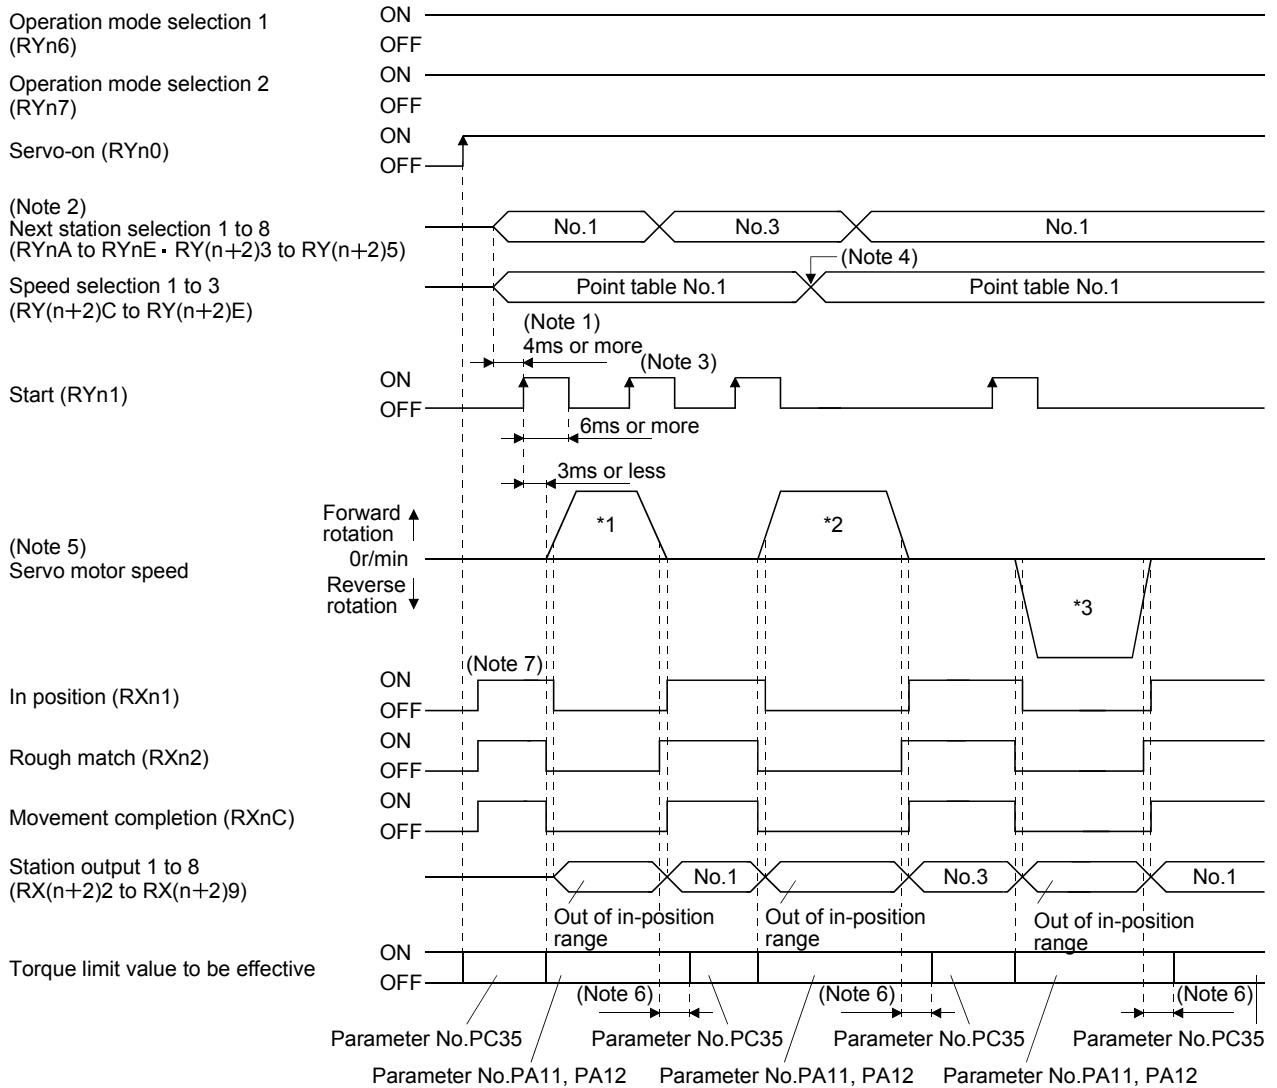 Operation mode selection 1
(RYn6)
ON
OFF
Operation mode selection 2
(RYn7)
ON
OFF
Servo-on (RYn0)
ON
OFF
(Note 2)
Next station selection 1 to 8
(RYnA to RYnE · RY(n+2)3 to RY(n+2)5)
No.1
No.3
No.1
(Note 4)
Speed selection 1 to 3
(RY(n+2)C to RY(n+2)E)
Point table No.1
Point table No.1
(Note 1)
4ms or more
(Note 3)
Start (RYn1)
ON
OFF
6ms or more
3ms or less
(Note 5)
Servo motor speed
Forward
rotation
0r/min
Reverse
rotation
*1
*2
*3
(Note 7)
In position (RXn1)
ON
OFF
Rough match (RXn2)
ON
OFF
Movement completion (RXnC)
ON
OFF
Station output 1 to 8
(RX(n+2)2 to RX(n+2)9)
No.1
No.3
No.1
Out of in-position
range
Out of in-position
range
Out of in-position
range
Torque limit value to be effective
ON
OFF
(Note 6)
(Note 6)
(Note 6)
Parameter No.PC35
Parameter No.PC35
Parameter No.PC35
Parameter No.PC35
Parameter No.PA11, PA12
Parameter No.PA11, PA12
Parameter No.PA11, PA12